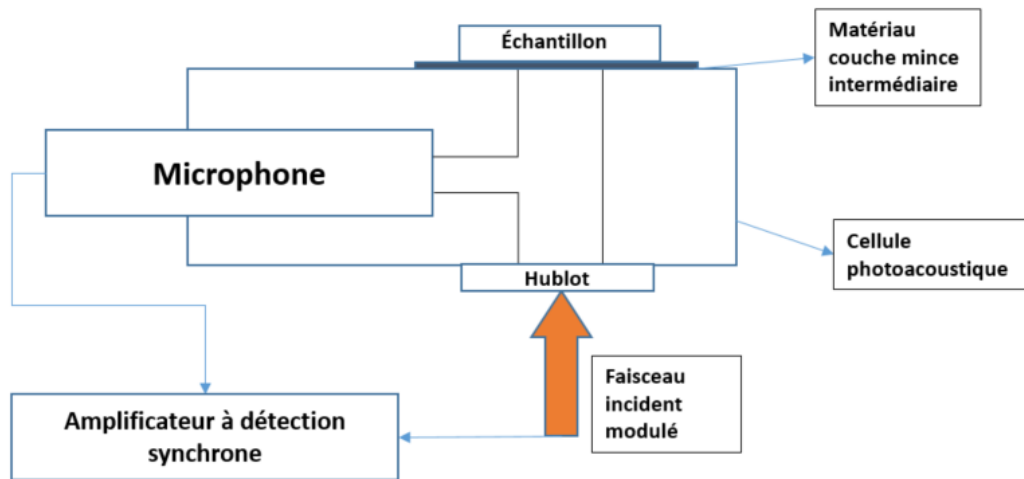 Échantillon
Matériau
couche mince
intermédiaire
Microphone
Cellule
photoacoustique
Hublot
Faisceau
incident
modulé
Amplificateur à détection
synchrone